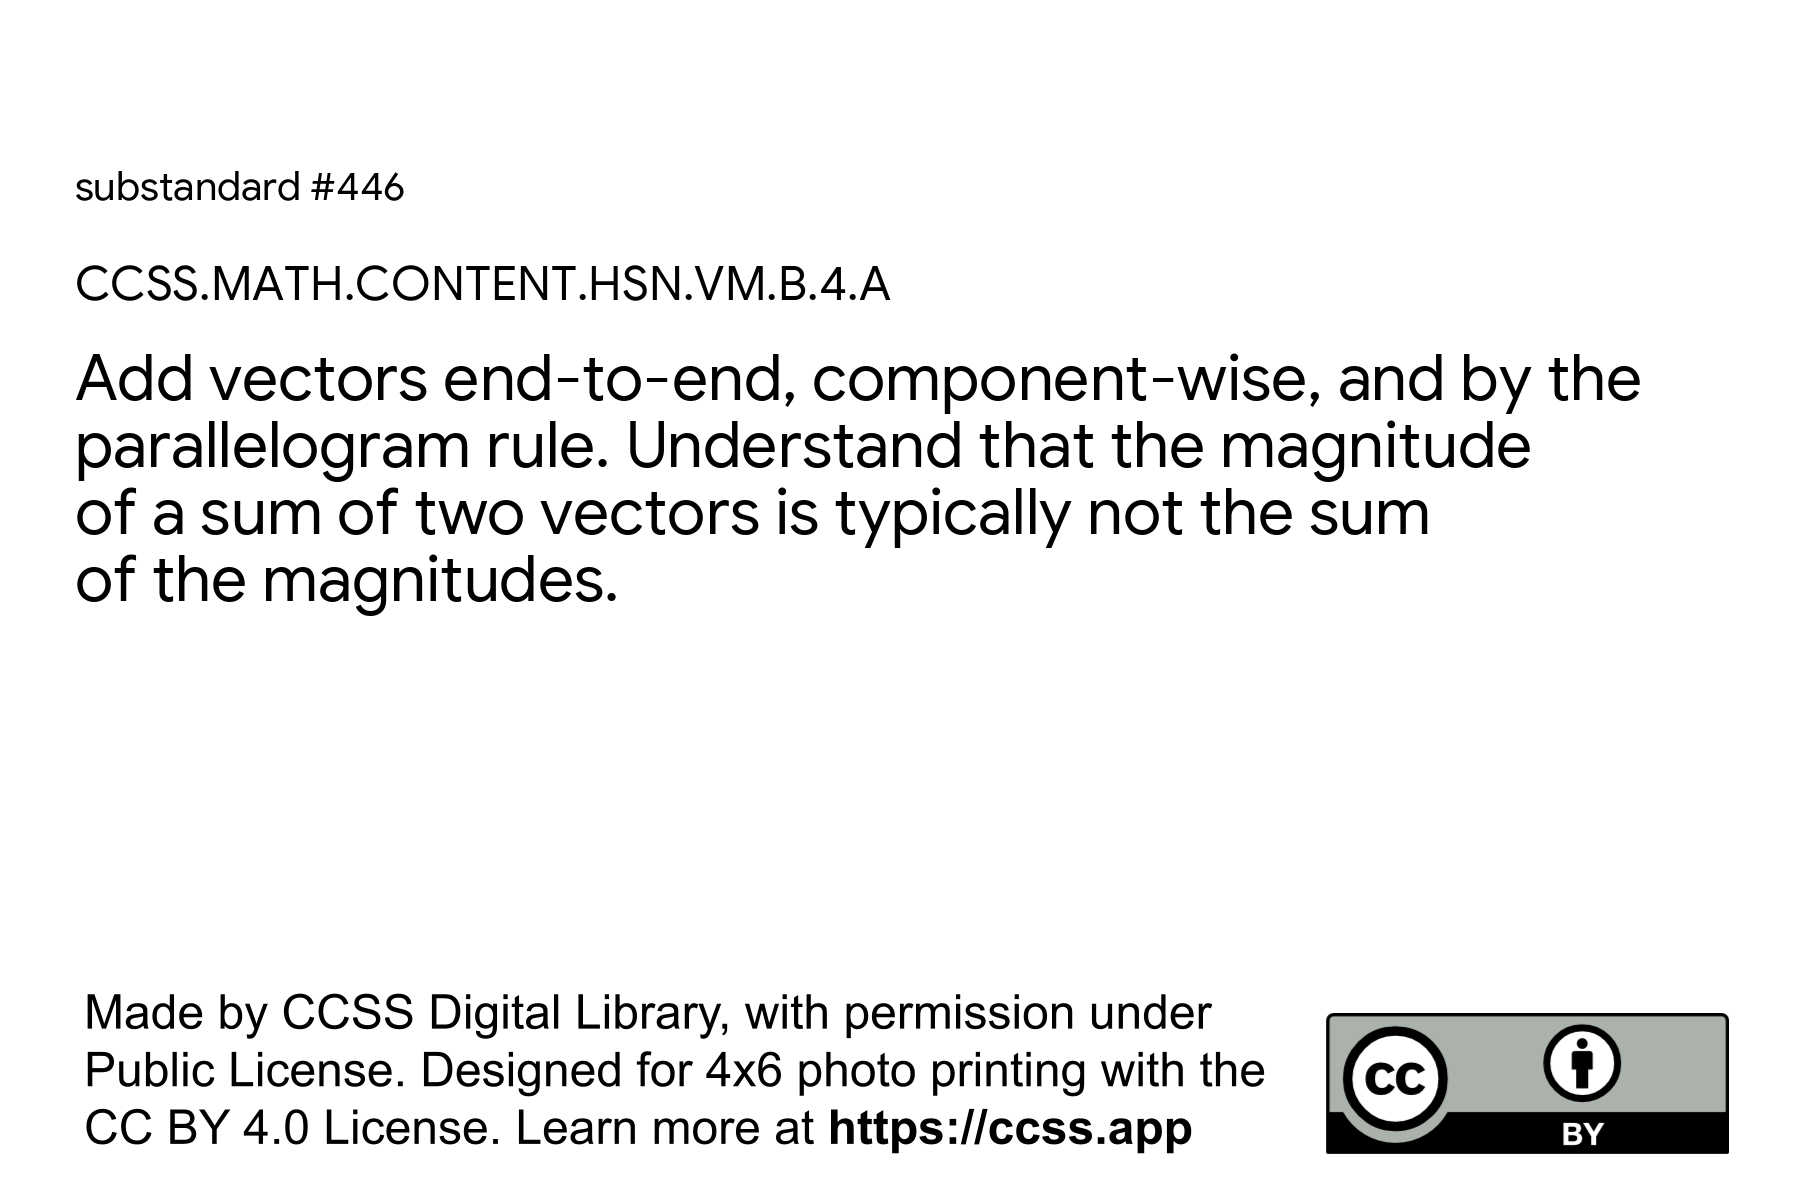 substandard #446
CCSS.MATH.CONTENT.HSN.VM.B.4.A
Add vectors end-to-end, component-wise, and by the
parallelogram rule. Understand that the magnitude
of a sum of two vectors is typically not the sum
of the magnitudes.
Made by CCSS Digital Library, with permission under
Public License. Designed for 4x6 photo printing with the
CC BY 4.0 License. Learn more at https://ccss.app
CC
BY